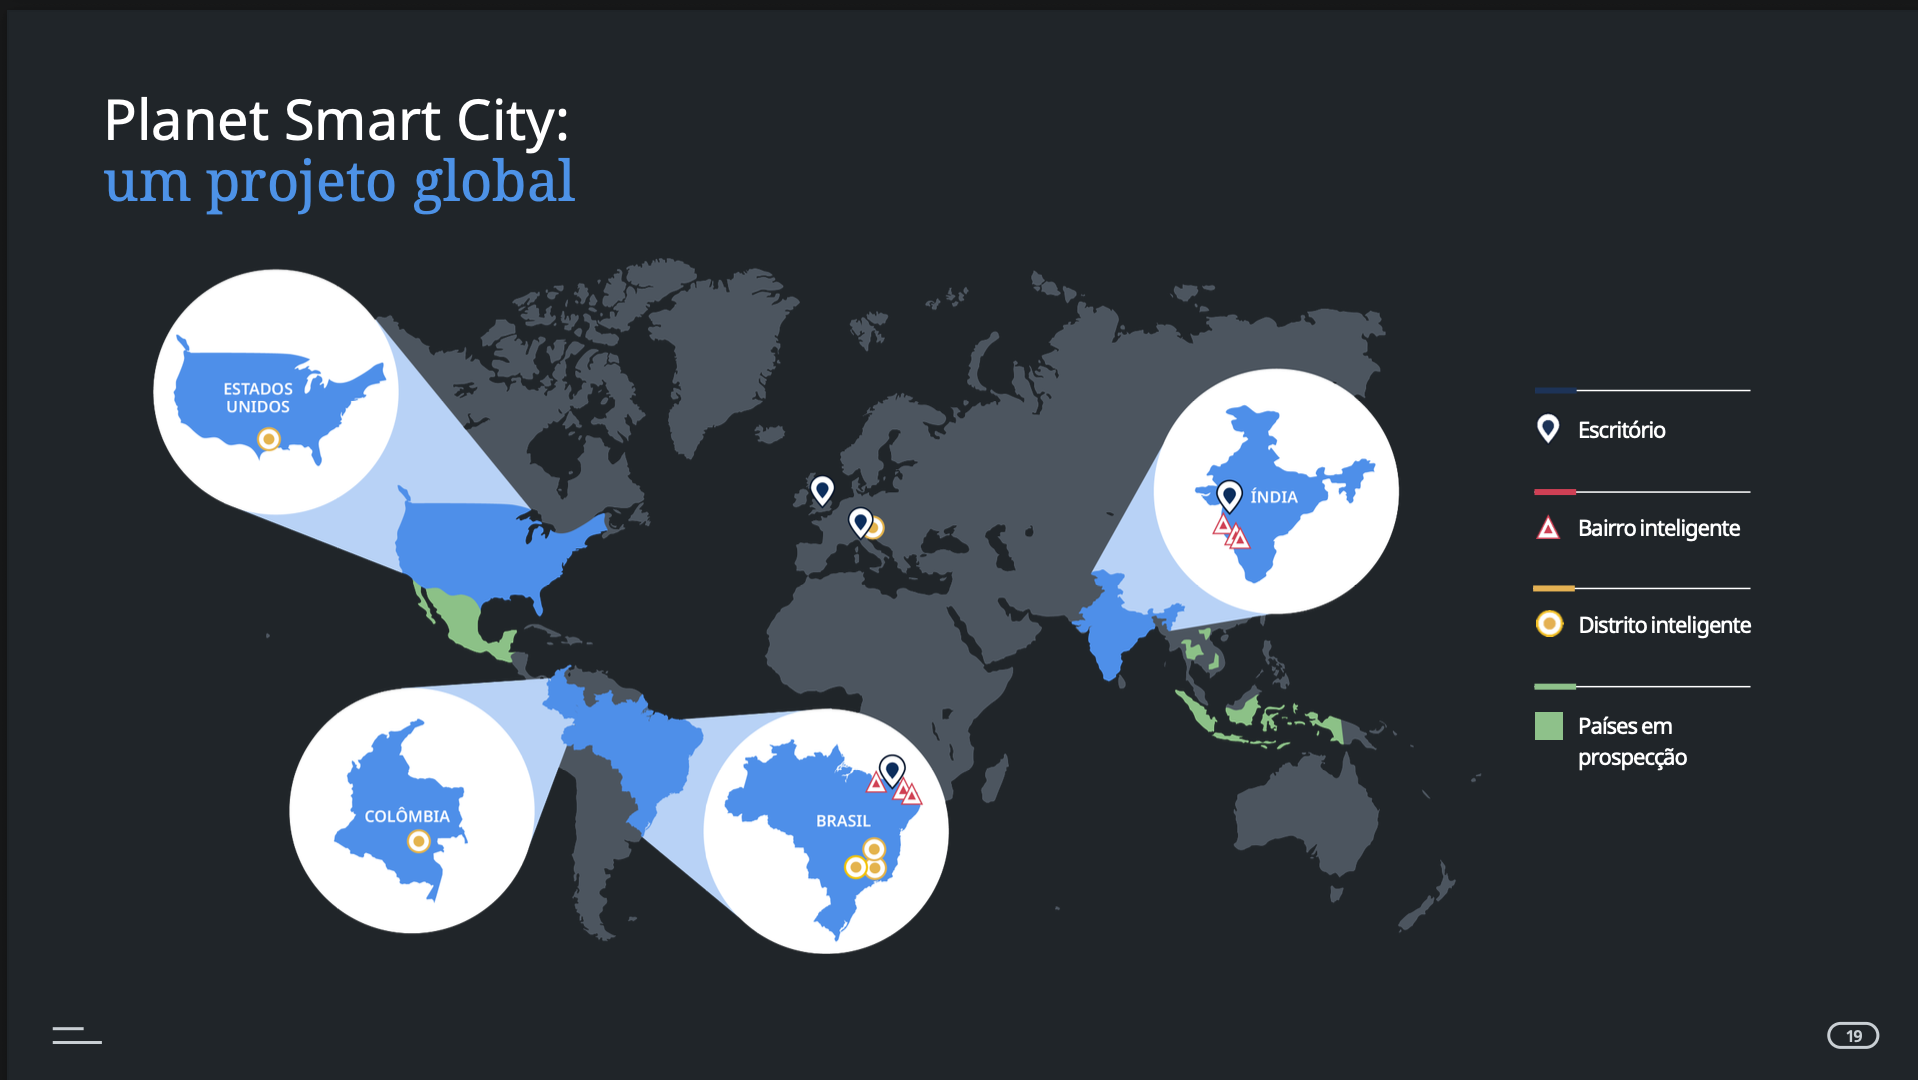 Planet Smart City:
um projeto global
ESTADOS
UNIDOS
ÍNDIA
COLÔMBIA
BRASIL
Escritório
Bairro inteligente
Distrito inteligente
Países em
prospecção
19